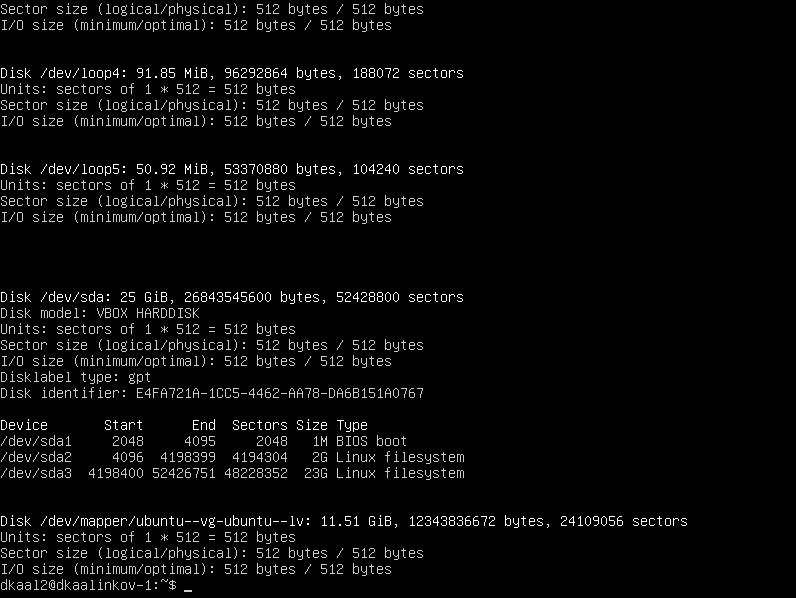 Sector size (logical/physical): 512 bytes / 512 bytes
I/O size (minimum/optimal): 512 bytes / 512 bytes
Disk /dev/loop4: 91.85 MiB, 96292864 bytes, 188072 sectors
Units: sectors of 1 * 512 = 512 bytes
Sector size (logical/physical): 512 bytes / 512 bytes
I/O size (minimum/optimal): 512 bytes / 512 bytes
Disk /dev/loop5: 50.92 MiB, 53370880 bytes, 104240 sectors
Units: sectors of 1 * 512 = 512 bytes
Sector size (logical/physical): 512 bytes / 512 bytes
I/O size (minimum/optimal): 512 bytes / 512 bytes
Disk /dev/sda: 25 GiB, 26843545600 bytes, 52428800 sectors
Disk model: VBOX HARDDISK
Units: sectors of 1 * 512 = 512 bytes
Sector size (logical/physical): 512 bytes / 512 bytes
I/O size (minimum/optimal): 512 bytes / 512 bytes
Disklabel type: gpt
Disk identifier: E4FA721A-1CC5-4462-AA78-DA6B151A0767
Device       Start      End  Sectors Size Type
/dev/sda1     2048     4095     2048   1M BIOS boot
/dev/sda2     4096  4198399  4194304   2G Linux filesystem
/dev/sda3  4198400 52426751 48228352  23G Linux filesystem
Disk /dev/mapper/ubuntu--vg-ubuntu--lv: 11.51 GiB, 12343836672 bytes, 24109056 sectors
Units: sectors of 1 * 512 = 512 bytes
Sector size (logical/physical): 512 bytes / 512 bytes
I/O size (minimum/optimal): 512 bytes / 512 bytes
dkaal2@dkaalinkov-1:~$ _